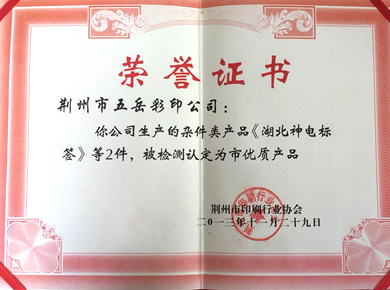 荣誉证书
荆州市五岳彩印公司：
你公司生产的杂件类产品《湖北神电标
签》等2件，被检测认定为市优质产品
荆州市印刷行业协会
二〇一三年十一月二十九日